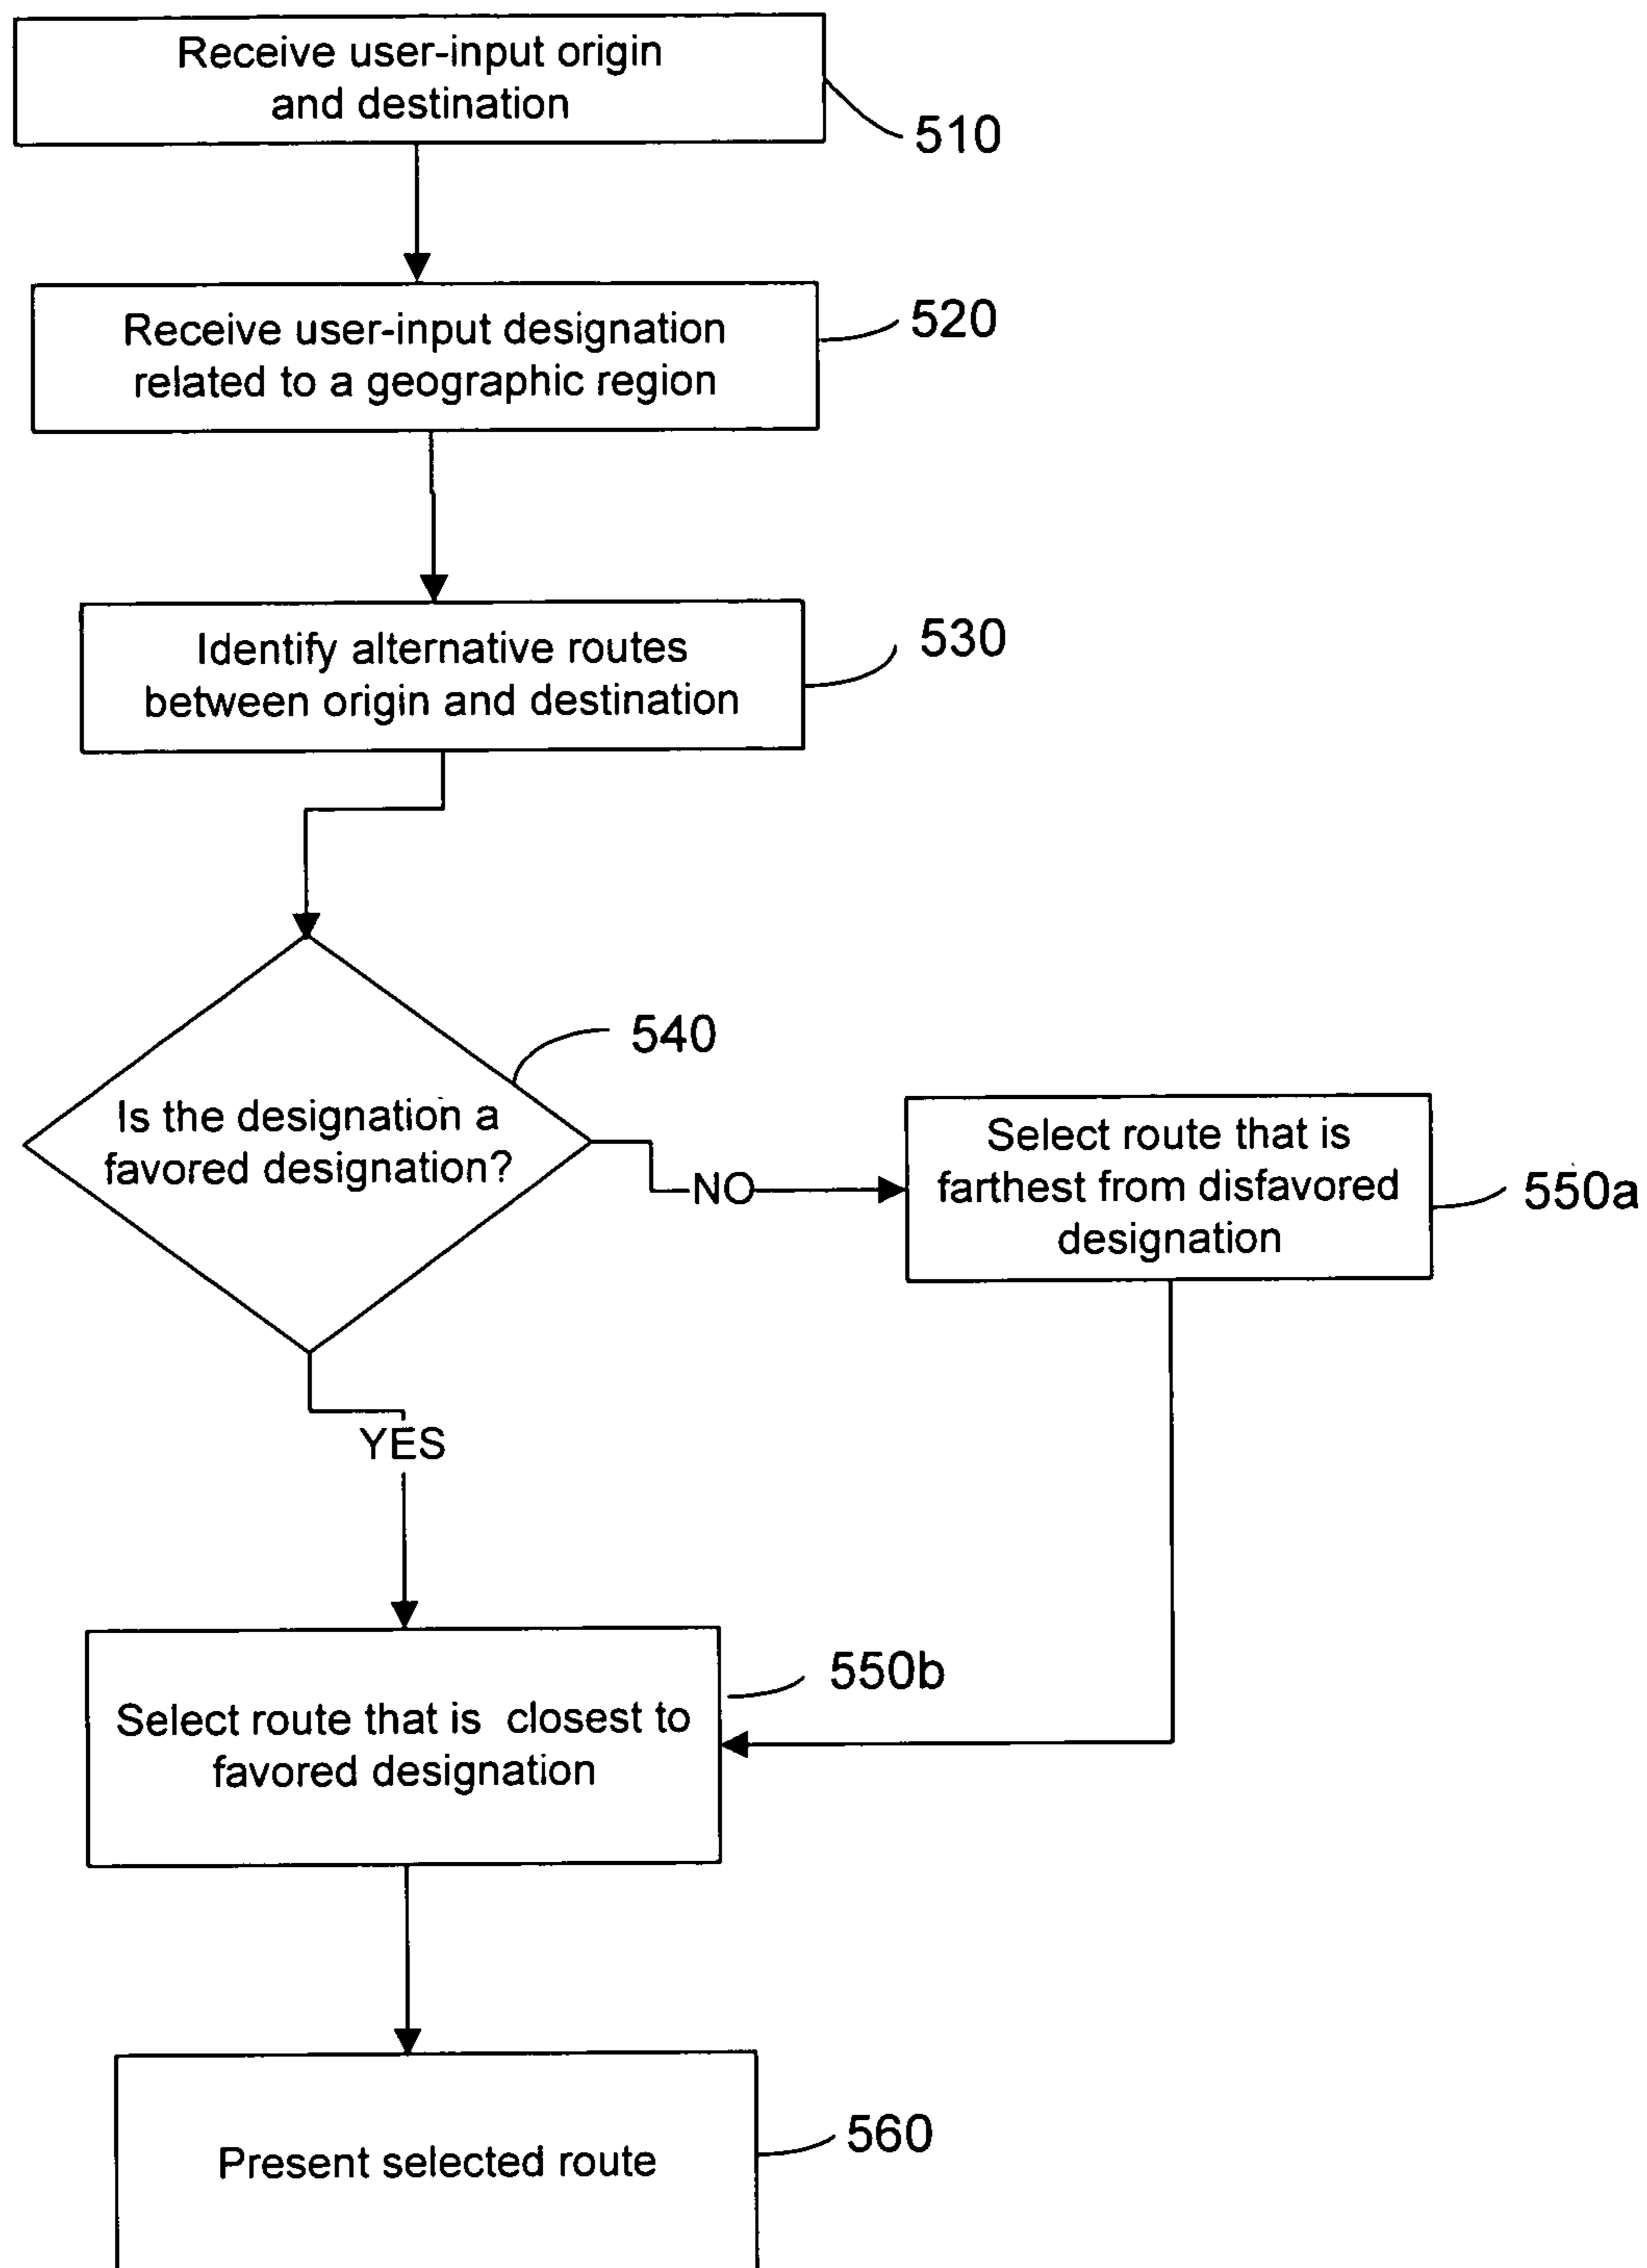 Receive user-input origin
and destination
510
Receive user-input designation
related to a geographic region
520
Identify alternative routes
between origin and destination
530
Is the designation a
favored designation?
540
NO
Select route that is
farthest from disfavored
designation
550a
YES
Select route that is closest to
favored designation
550b
Present selected route
560